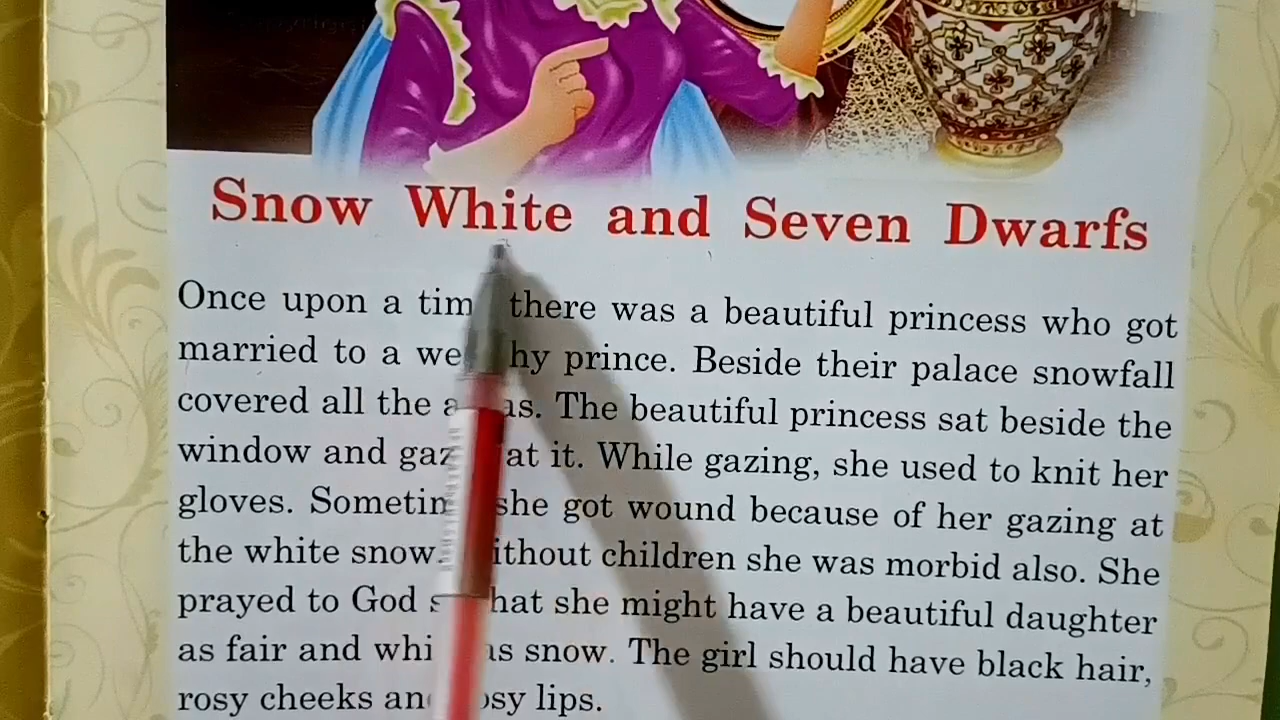 Snow White and Seven Dwarfs
Once upon a tim there was a beautiful princess who got
married to a we hy prince. Beside their palace snowfall
covered all the a as. The beautiful princess sat beside the
window and gaz at it. While gazing, she used to knit her
gloves. Sometim she got wound because of her gazing at
the white snow. ithout children she was morbid also. She
prayed to God s hat she might have a beautiful daughter
as fair and whi as snow. The girl should have black hair,
rosy cheeks an osy lips.